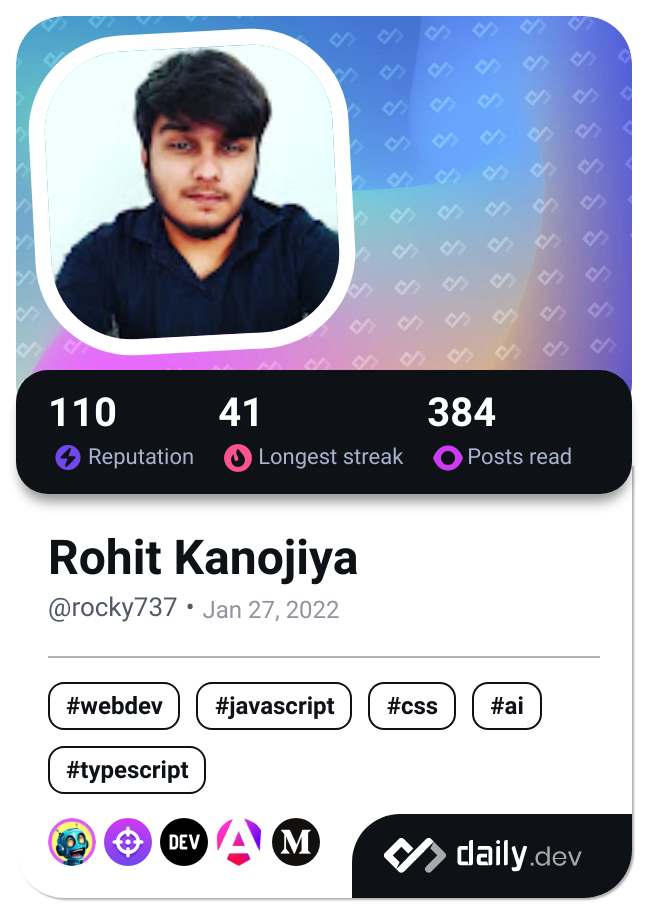 110 41 384
Reputation Longest streak Posts read
Rohit Kanojiya
@rocky737 • Jan 27, 2022
#webdev #javascript #css #ai
#typescript
DEV M daily.dev